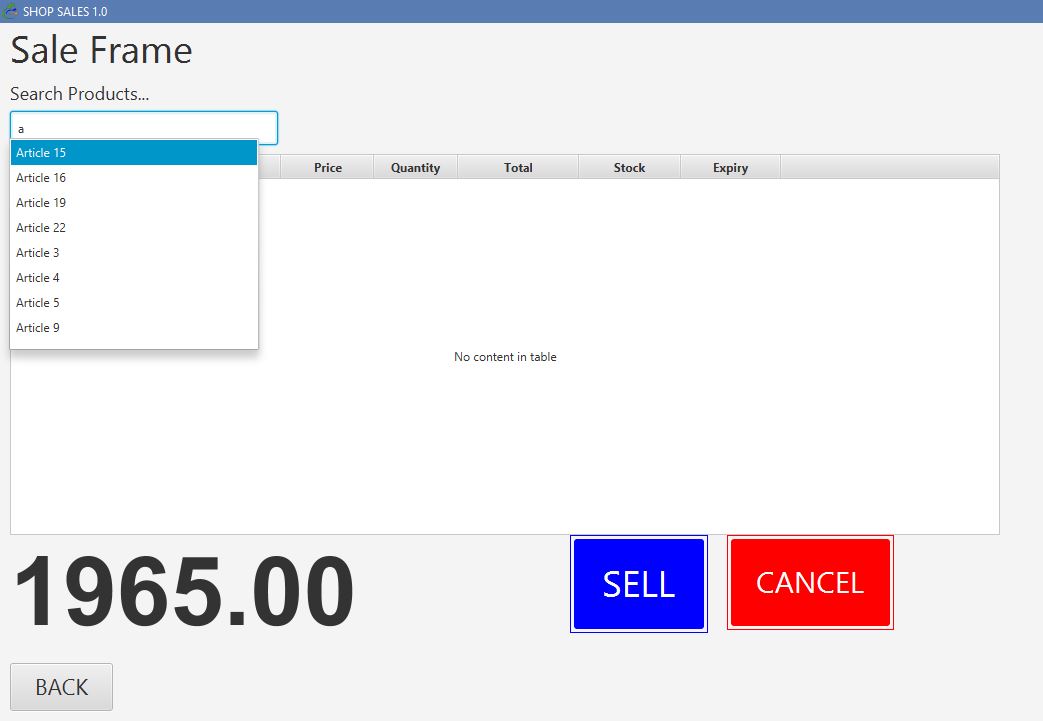 SHOP SALES 1.0
Sale Frame
Search Products...
a
Article 15
Article 16
Article 19
Article 22
Article 3
Article 4
Article 5
Article 9
Price Quantity Total Stock Expiry
No content in table
1965.00
SELL CANCEL
BACK